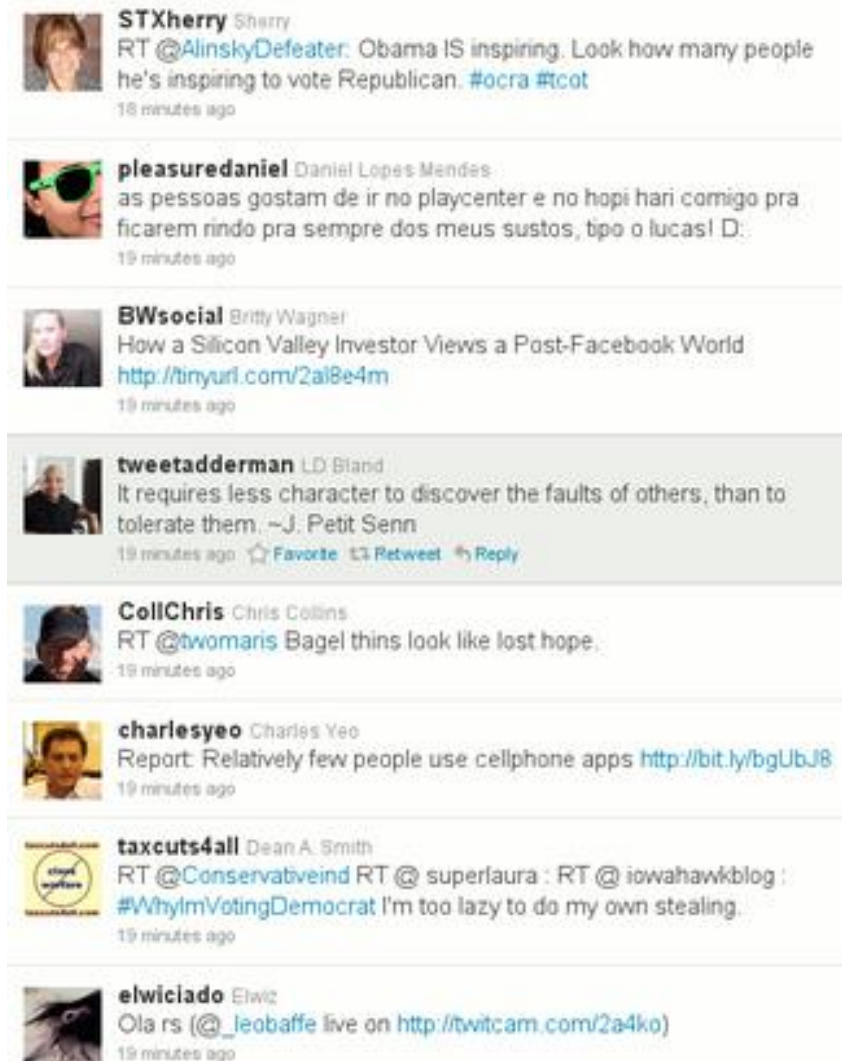 STXherry Sherry
RT @AlinskyDefeater: Obama IS inspiring. Look how many people
he's inspiring to vote Republican. #ocra #tcot
18 minutes ago
pleasuredaniel Daniel Lopes Mendes
as pessoas gostam de ir no playcenter e no hopi hari comigo pra
ficarem rindo pra sempre dos meus sustos, tipo o lucas! D:
19 minutes ago
BWsocial Britty Wagner
How a Silicon Valley Investor Views a Post-Facebook World
http://tinyurl.com/2al8e4m
19 minutes ago
tweetadderman LD Bland
It requires less character to discover the faults of others, than to
tolerate them. ~J. Petit Senn
19 minutes ago Favorite Retweet Reply
CollChris Chris Collins
RT @twomaris Bagel thins look like lost hope.
19 minutes ago
charlesyeo Charles Yeo
Report: Relatively few people use cellphone apps http://bit.ly/bgUbJ8
19 minutes ago
taxcuts4all Dean A. Smith
RT @Conservativeind RT @ superlaura : RT @ iowahawkblog :
#WhyImVotingDemocrat I'm too lazy to do my own stealing.
19 minutes ago
class
warfare
elwiciado Elwiz
Ola rs (@_leobaffe live on http://twitcam.com/2a4ko)
19 minutes ago